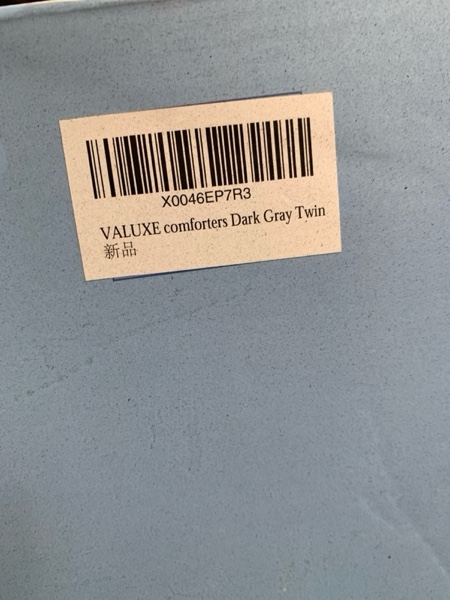 X0046EP7R3
VALUXE comforters Dark Gray Twin
新品